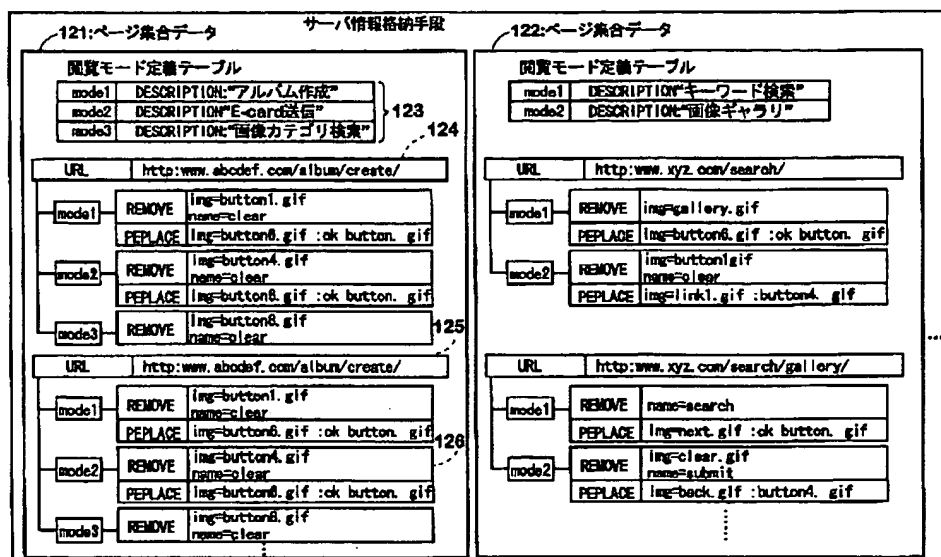 サーバ情報格納手段
121:ページ集合データ
閲覧モード定義テーブル
mode1 DESCRIPTION:"アルバム作成"
mode2 DESCRIPTION"E-card送信"
mode3 DESCRIPTION:"画像カテゴリ検索"
123
124
URL http:www.abcdef.com/album/create/
mode1 REMOVE img=button1.gif
name=clear
PEPLACE img=button6.gif :ok button. gif
mode2 REMOVE img=button4.gif
name=clear
PEPLACE img=button6.gif :ok button. gif
mode3 REMOVE img=button8.gif
name=clear
125
URL http:www.abcdef.com/album/create/
mode1 REMOVE img=button1.gif
name=clear
PEPLACE img=button6.gif :ok button. gif
126
mode2 REMOVE img=button4.gif
name=clear
PEPLACE img=button6.gif :ok button. gif
mode3 REMOVE img=button8.gif
name=clear
122:ページ集合データ
閲覧モード定義テーブル
mode1 DESCRIPTION"キーワード検索"
mode2 DESCRIPTION:"画像ギャラリ"
URL http:www.xyz.com/search/
mode1 REMOVE img=gallery.gif
PEPLACE img=button6.gif :ok button. gif
mode2 REMOVE img=button1gif
name=clear
PEPLACE img=link1.gif :button4. gif
URL http:www.xyz.com/search/gallery/
mode1 REMOVE name=search
PEPLACE img=next.gif :ok button. gif
mode2 REMOVE img=clear.gif
name=submit
PEPLACE img=back.gif :button4. gif